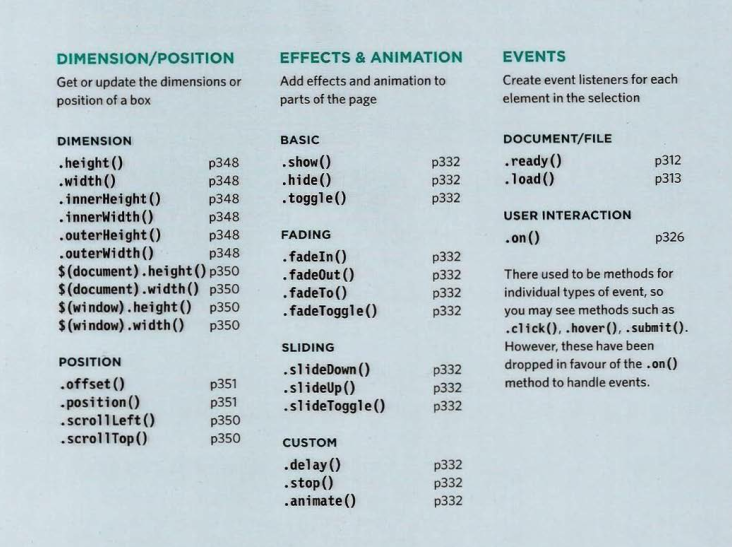 DIMENSION/POSITION
Get or update the dimensions or
position of a box
DIMENSION
.height() p348
.width() p348
.innerHeight() p348
.innerWidth() p348
.outerHeight() p348
.outerWidth() p348
$(document).height() p350
$(document).width() p350
$(window).height() p350
$(window).width() p350
POSITION
.offset() p351
.position() p351
.scrollLeft() p350
.scrollTop() p350
EFFECTS & ANIMATION
Add effects and animation to
parts of the page
BASIC
.show() p332
.hide() p332
.toggle() p332
FADING
.fadeIn() p332
.fadeOut() p332
.fadeTo() p332
.fadeToggle() p332
SLIDING
.slideDown() p332
.slideUp() p332
.slideToggle() p332
CUSTOM
.delay() p332
.stop() p332
.animate() p332
EVENTS
Create event listeners for each
element in the selection
DOCUMENT/FILE
.ready() p312
.load() p313
USER INTERACTION
.on() p326
There used to be methods for
individual types of event, so
you may see methods such as
.click(), .hover(), .submit().
However, these have been
dropped in favour of the .on()
method to handle events.